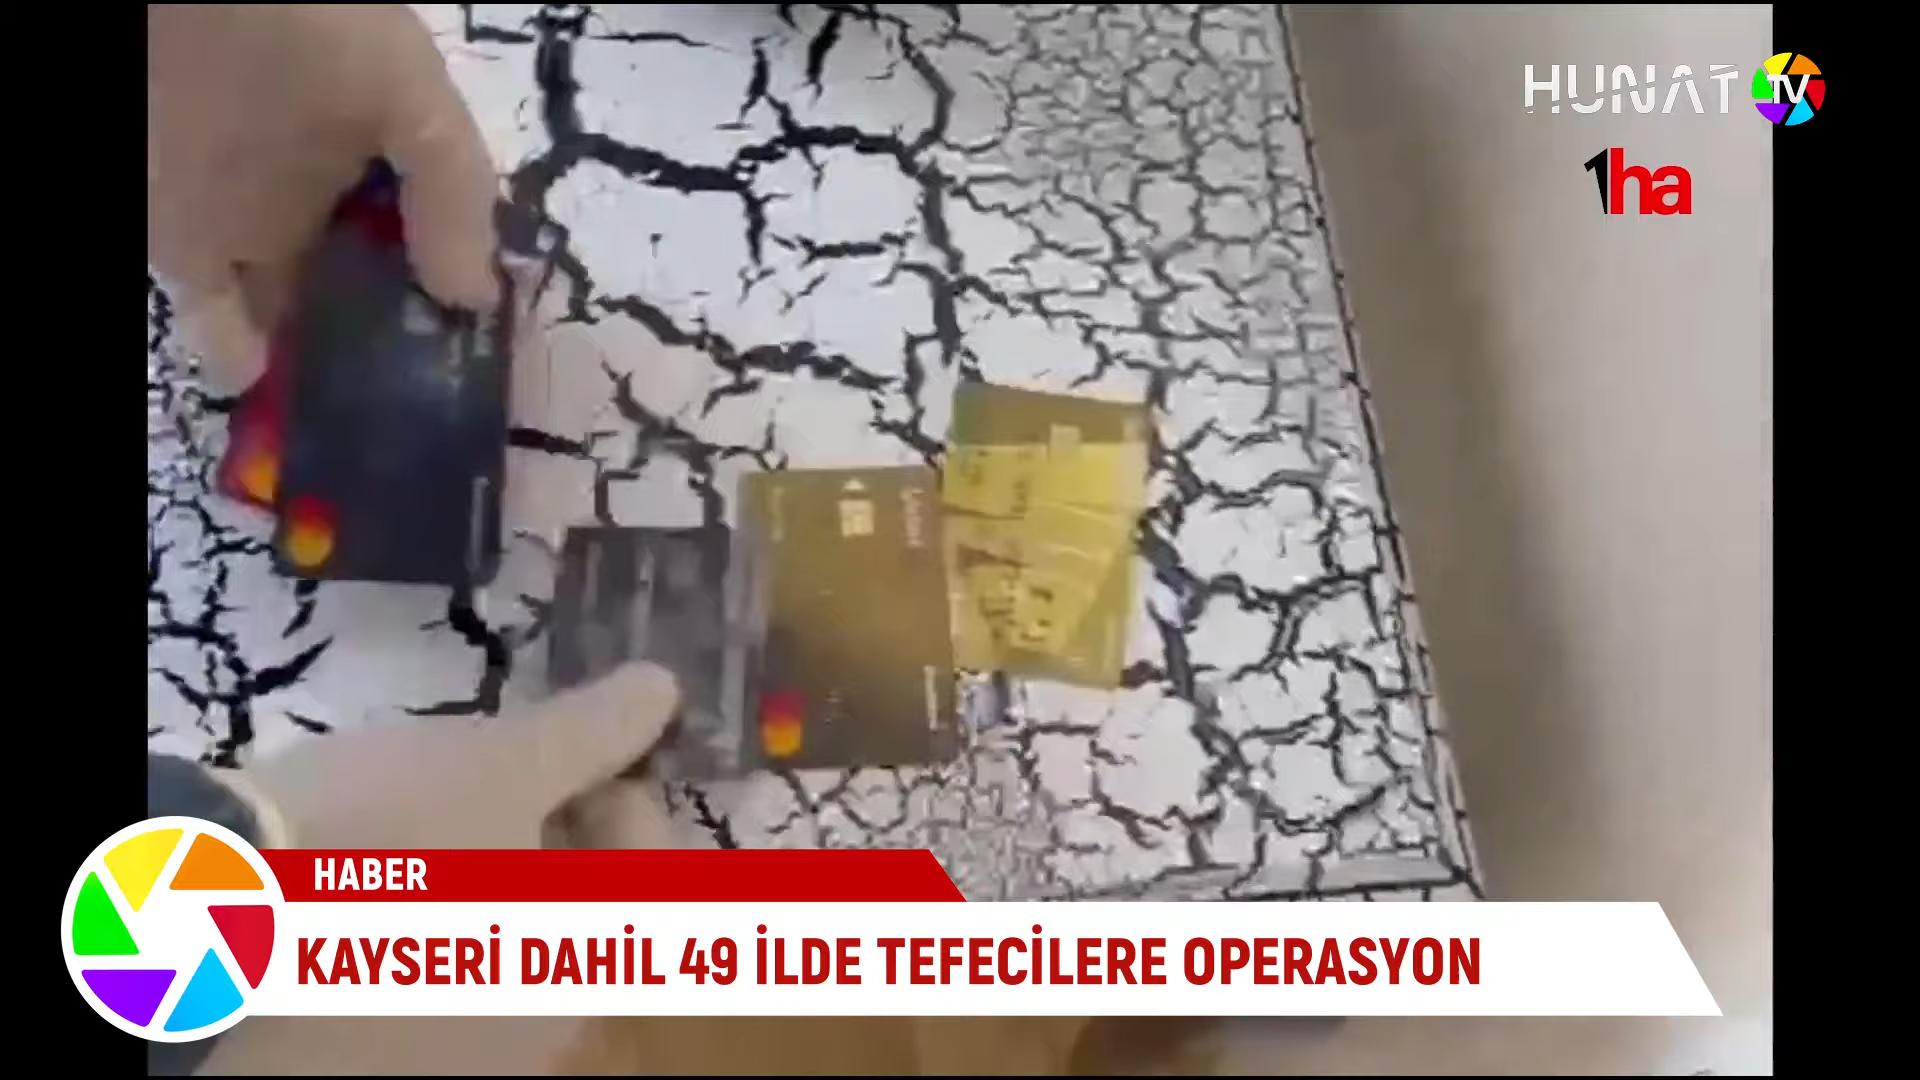 HUNAT TV
1ha
HABER
KAYSERİ DAHİL 49 İLDE TEFECİLERE OPERASYON